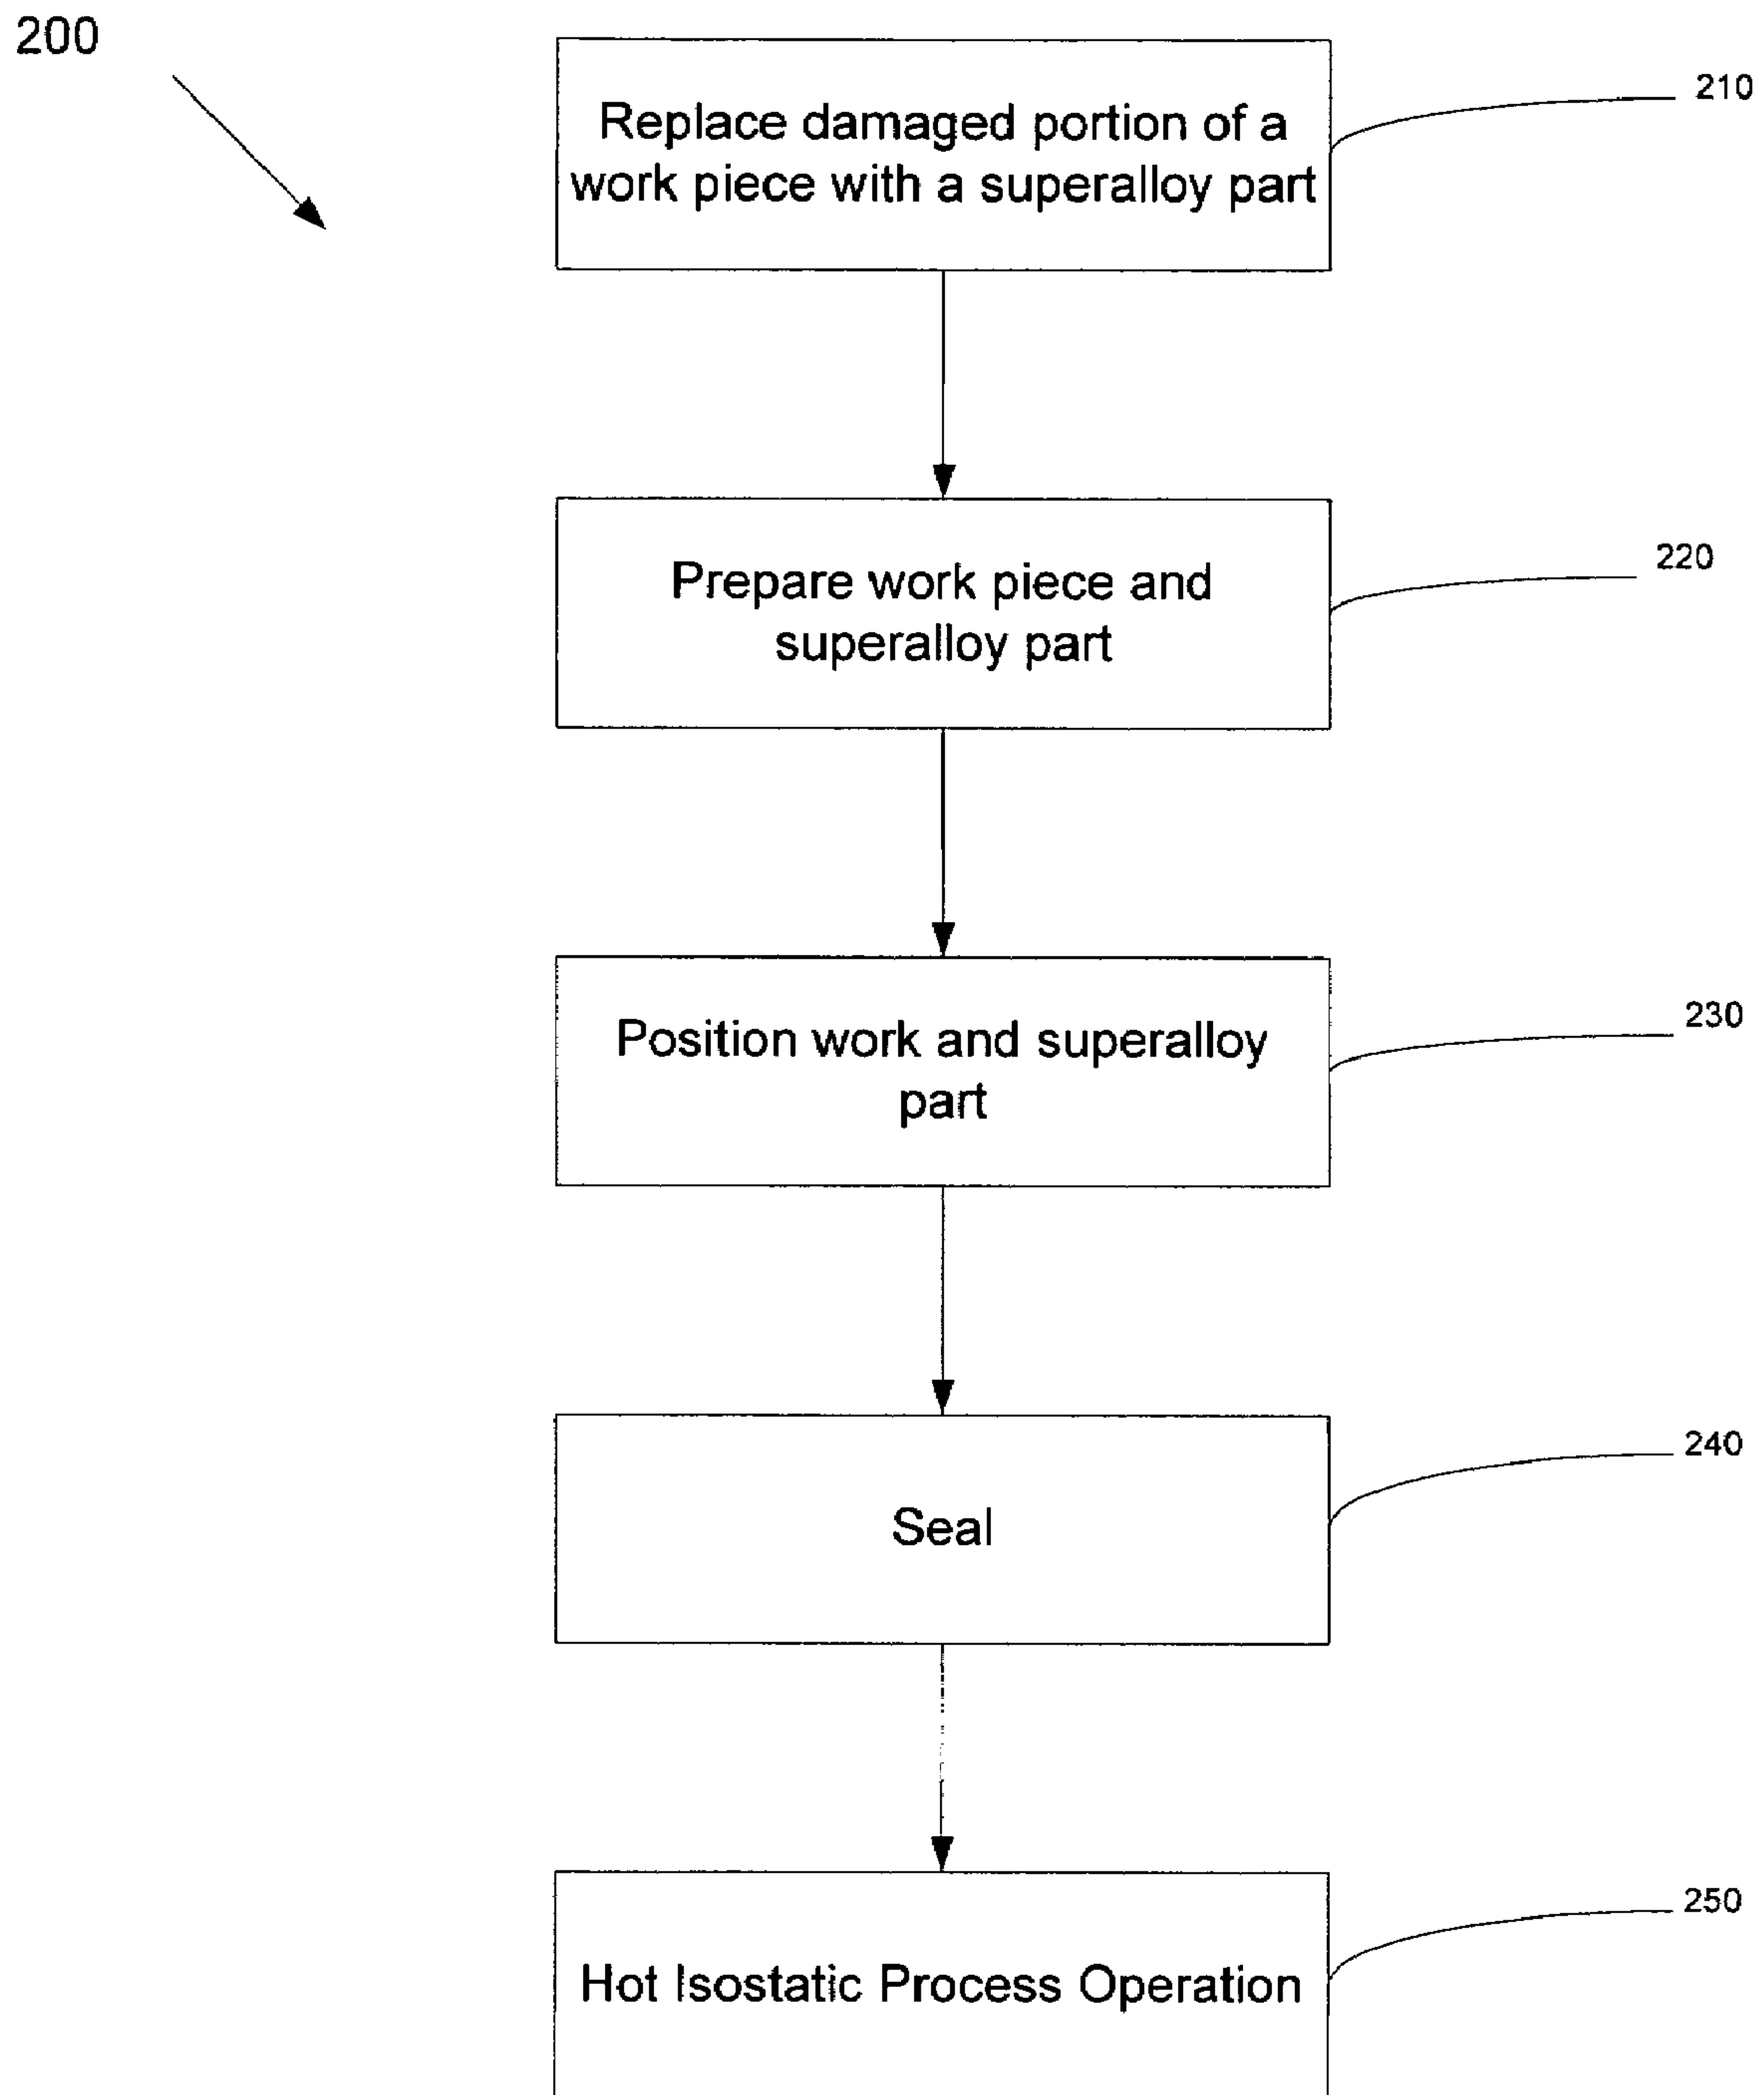 200
Replace damaged portion of a
work piece with a superalloy part
210
Prepare work piece and
superalloy part
220
Position work and superalloy
part
230
Seal
240
Hot Isostatic Process Operation
250